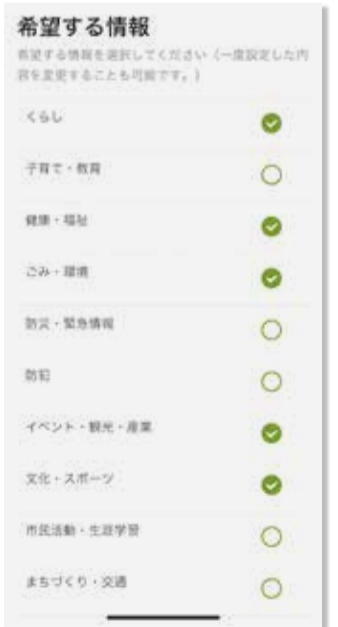 希望する情報
希望する情報を選択してください（一度設定した内
容を変更することも可能です。）
くらし
子育て・教育
健康・福祉
ごみ・環境
防災・緊急情報
防犯
イベント・観光・産業
文化・スポーツ
市民活動・生涯学習
まちづくり・交通